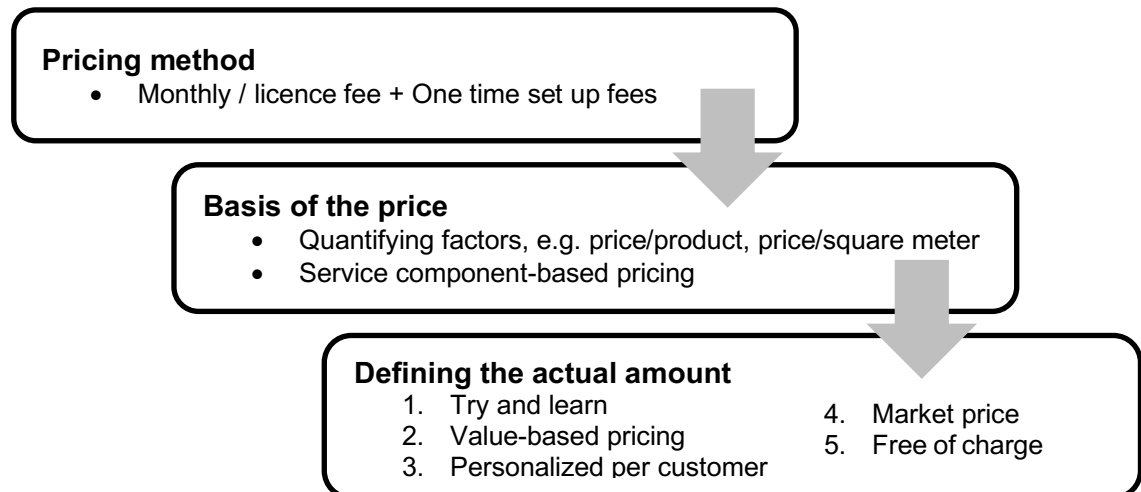 Pricing method
• Monthly / licence fee + One time set up fees
Basis of the price
• Quantifying factors, e.g. price/product, price/square meter
• Service component-based pricing
Defining the actual amount
1. Try and learn
2. Value-based pricing
3. Personalized per customer
4. Market price
5. Free of charge